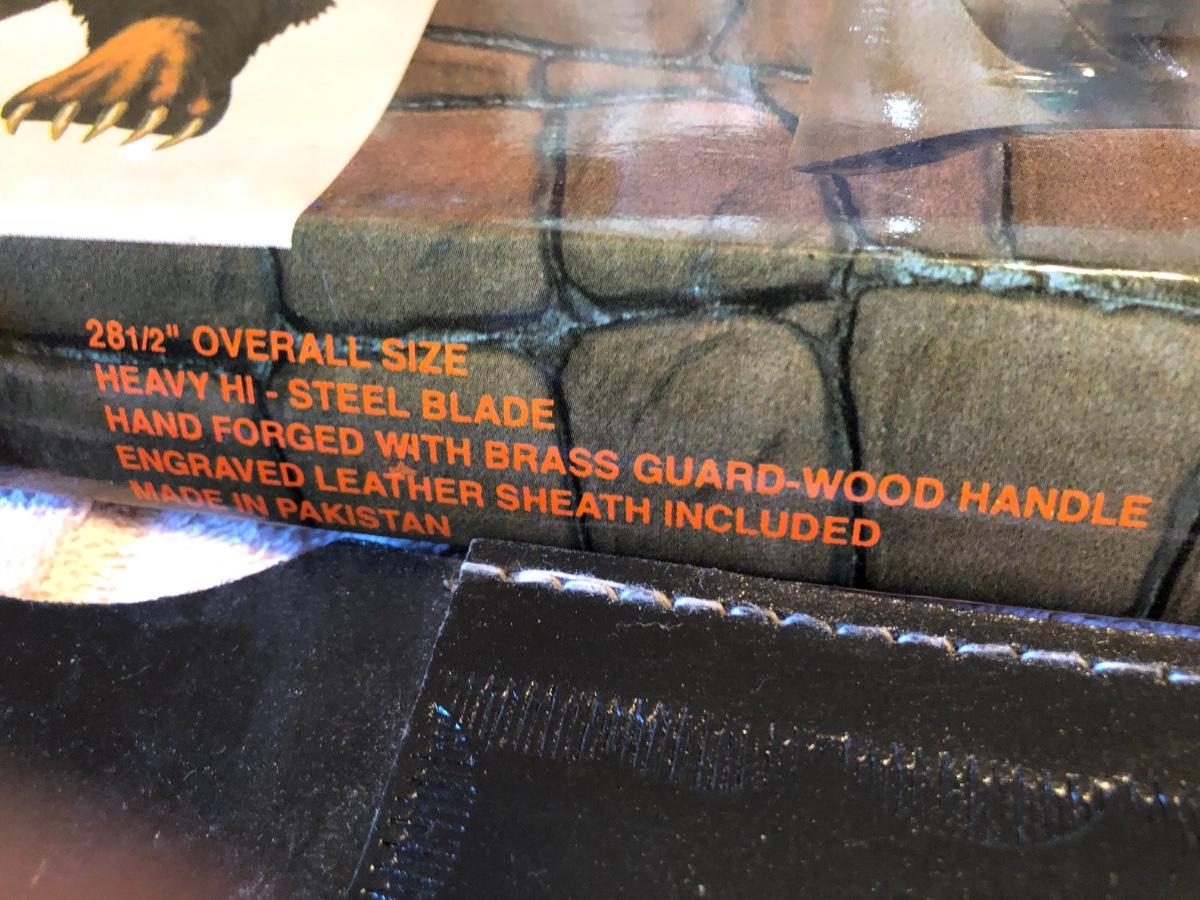 281/2" OVERALL SIZE
HEAVY HI - STEEL BLADE
HAND FORGED WITH BRASS GUARD-WOOD HANDLE
ENGRAVED LEATHER SHEATH INCLUDED
MADE IN PAKISTAN